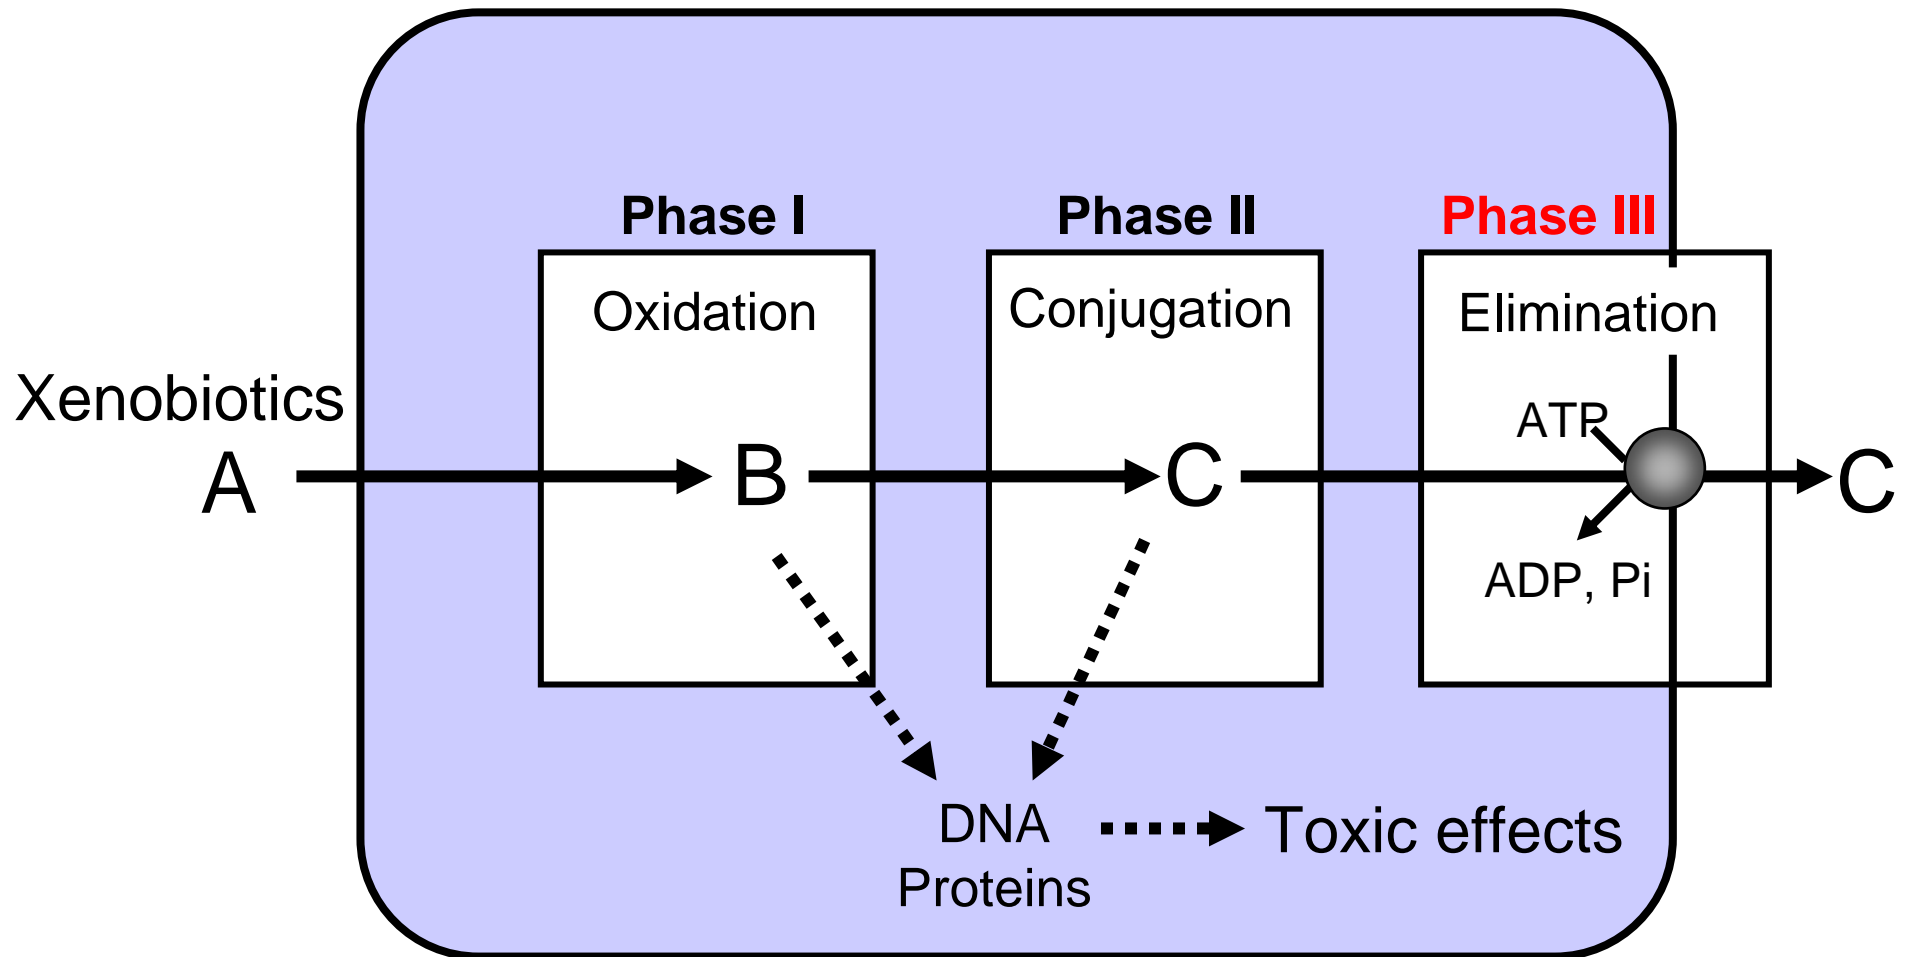 Phase I
Phase II
Phase III
Oxidation
Conjugation
Elimination
Xenobiotics
A
B
C
ATP
C
ADP, Pi
DNA
Proteins
Toxic effects